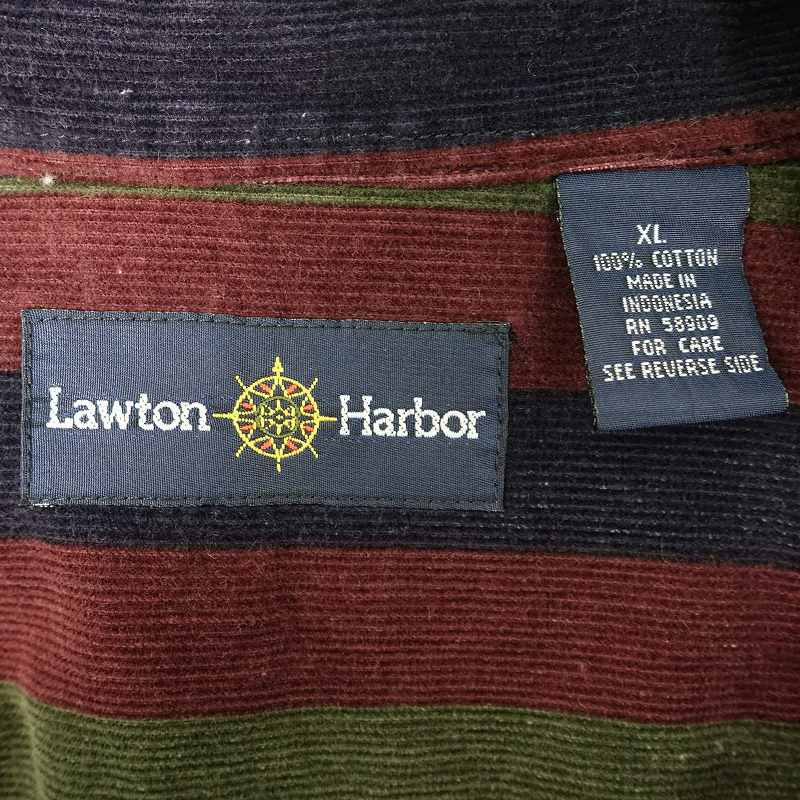 Lawton Harbor
XL
100% COTTON
MADE IN
INDONESIA
RN 58909
FOR CARE
SEE REVERSE SIDE